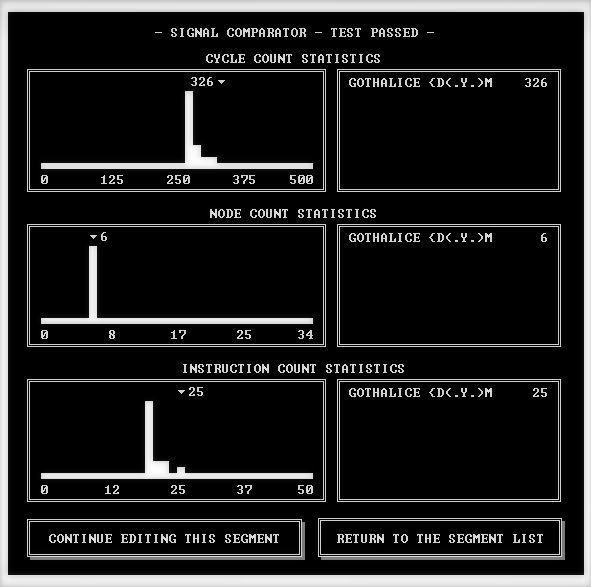 — SIGNAL COMPARATOR — TEST PASSED —
CYCLE COUNT STATISTICS
326
0 125 250 375 500
GOTHALICE <D<.Y.>M 326
NODE COUNT STATISTICS
6
0 8 17 25 34
GOTHALICE <D<.Y.>M 6
INSTRUCTION COUNT STATISTICS
25
0 12 25 37 50
GOTHALICE <D<.Y.>M 25
CONTINUE EDITING THIS SEGMENT
RETURN TO THE SEGMENT LIST